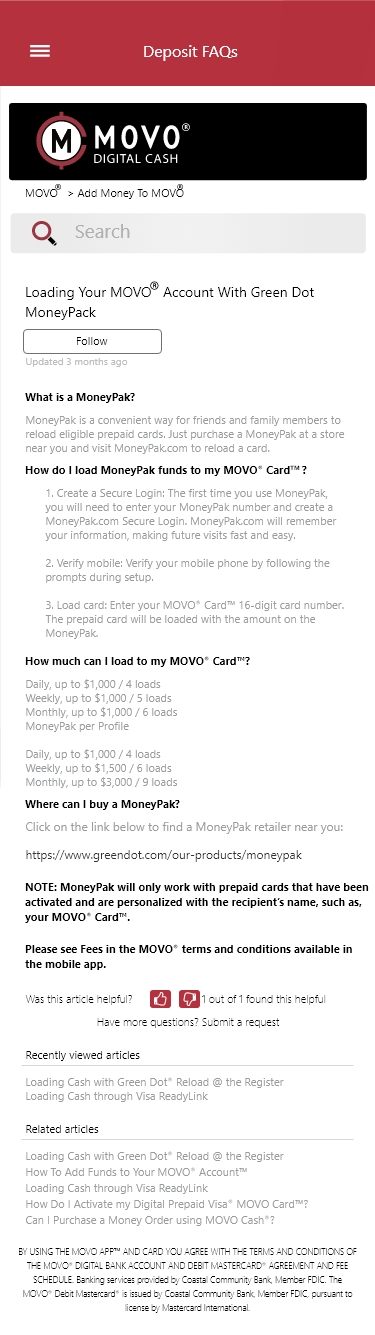 Deposit FAQs
M MOVO®
DIGITAL CASH
MOVO® > Add Money To MOVO®
Search
Loading Your MOVO® Account With Green Dot
MoneyPack
Follow
Updated 3 months ago
What is a MoneyPak?
MoneyPak is a convenient way for friends and family members to
reload eligible prepaid cards. Just purchase a MoneyPak at a store
near you and visit MoneyPak.com to reload a card.
How do I load MoneyPak funds to my MOVO® Card™ ?
1. Create a Secure Login: The first time you use MoneyPak,
you will need to enter your MoneyPak number and create a
MoneyPak.com Secure Login. MoneyPak.com will remember
your information, making future visits fast and easy.
2. Verify mobile: Verify your mobile phone by following the
prompts during setup.
3. Load card: Enter your MOVO® Card™ 16-digit card number.
The prepaid card will be loaded with the amount on the
MoneyPak.
How much can I load to my MOVO® Card™?
Daily, up to $1,000 / 4 loads
Weekly, up to $1,000 / 5 loads
Monthly, up to $1,000 / 6 loads
MoneyPak per Profile
Daily, up to $1,000 / 4 loads
Weekly, up to $1,500 / 6 loads
Monthly, up to $3,000 / 9 loads
Where can I buy a MoneyPak?
Click on the link below to find a MoneyPak retailer near you:
https://www.greendot.com/our-products/moneypak
NOTE: MoneyPak will only work with prepaid cards that have been
activated and are personalized with the recipient's name, such as,
your MOVO® Card™.
Please see Fees in the MOVO® terms and conditions available in
the mobile app.
Was this article helpful? 1 out of 1 found this helpful
Have more questions? Submit a request
Recently viewed articles
Loading Cash with Green Dot® Reload @ the Register
Loading Cash through Visa ReadyLink
Related articles
Loading Cash with Green Dot® Reload @ the Register
How To Add Funds to Your MOVO® Account™
Loading Cash through Visa ReadyLink
How Do I Activate my Digital Prepaid Visa® MOVO Card™?
Can I Purchase a Money Order using MOVO Cash®?
BY USING THE MOVO APP™ AND CARD YOU AGREE WITH THE TERMS AND CONDITIONS OF
THE MOVO® DIGITAL BANK ACCOUNT AND DEBIT MASTERCARD® AGREEMENT AND FEE
SCHEDULE. Banking services provided by Coastal Community Bank, Member FDIC. The
MOVO® Debit Mastercard® is issued by Coastal Community Bank, Member FDIC, pursuant to
license by Mastercard International.